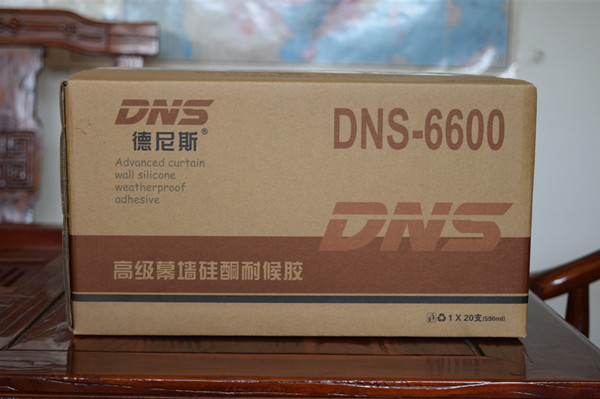 DNS
德尼斯®
Advanced curtain
wall silicone
weatherproof
adhesive
DNS-6600
DNS
高级幕墙硅酮耐候胶
1 X 20支(590ml)